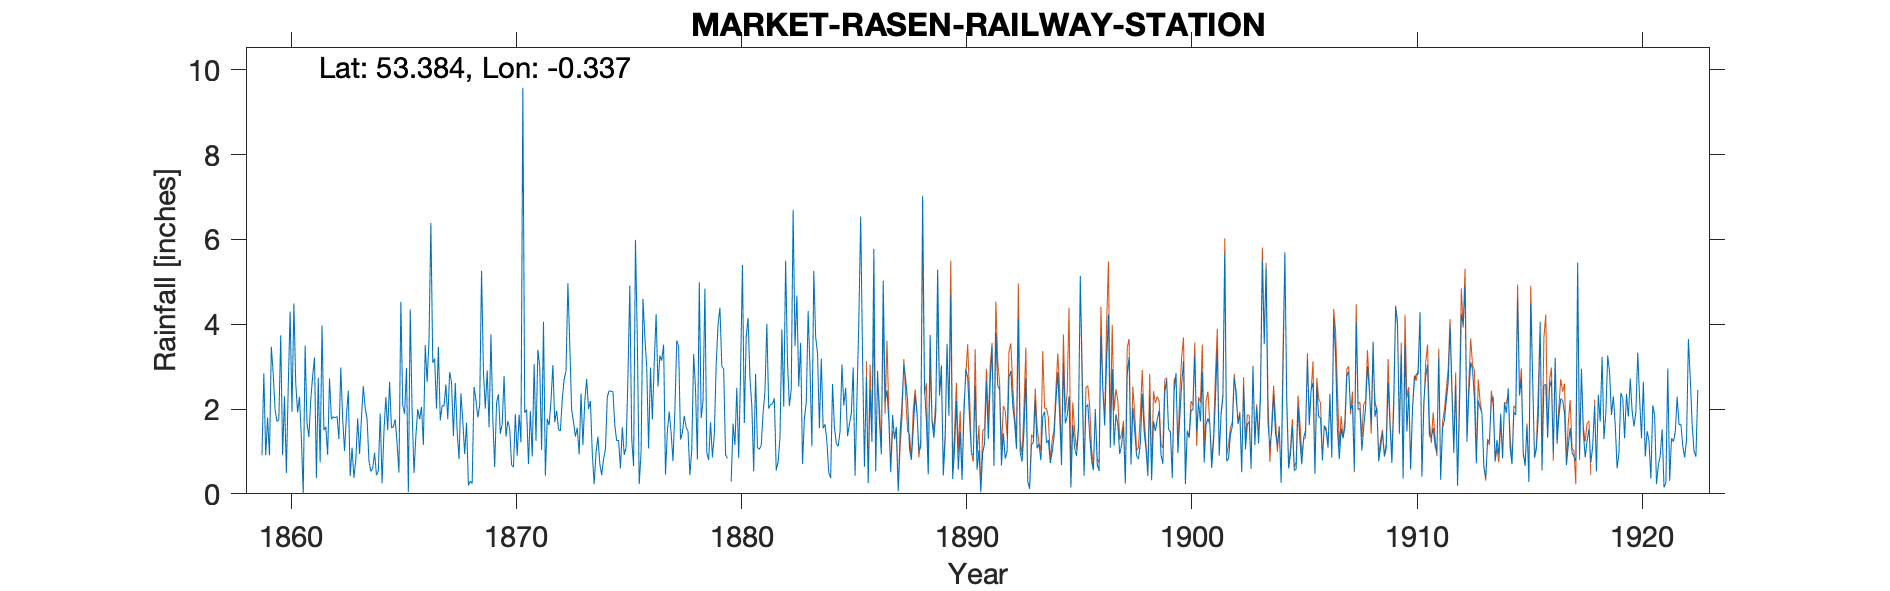 MARKET-RASEN-RAILWAY-STATION
Lat: 53.384, Lon: -0.337
10
8
6
4
2
0
Rainfall [inches]
1860 1870 1880 1890 1900 1910 1920
Year